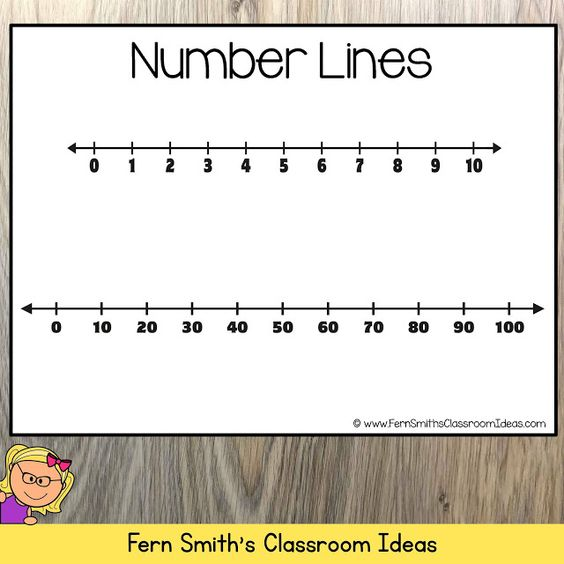 Number Lines
0 1 2 3 4 5 6 7 8 9 10
0 10 20 30 40 50 60 70 80 90 100
© www.FernSmithsClassroomIdeas.com
Fern Smith's Classroom Ideas